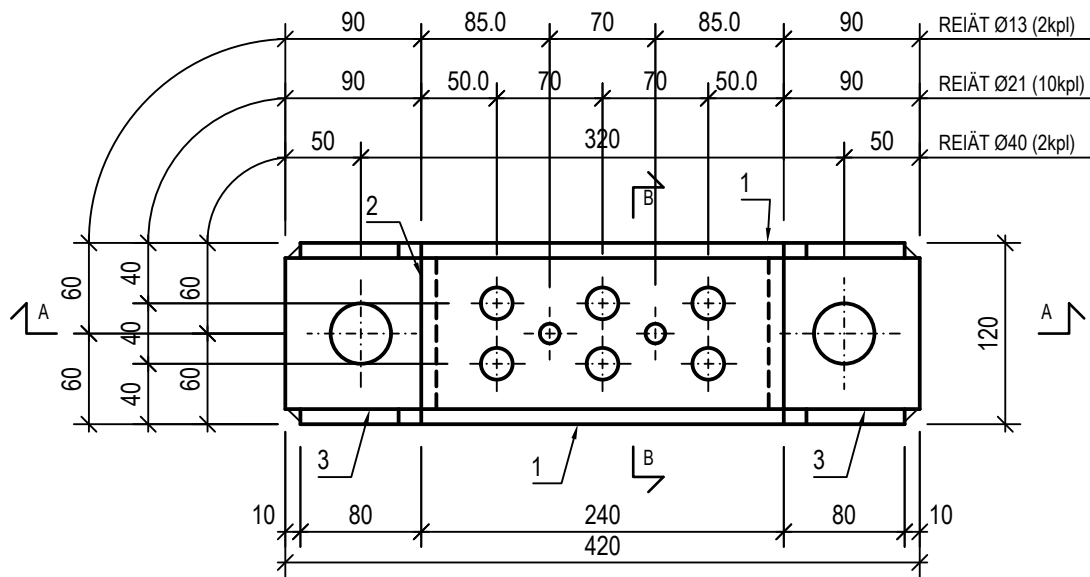 90 85.0 70 85.0 90 REIÄT Ø13 (2kpl)
90 50.0 70 70 50.0 90 REIÄT Ø21 (10kpl)
50 320 50 REIÄT Ø40 (2kpl)
B 1
2
60 40 60
A A
40 120
60 40 60
3 1 B 3
10 80 240 80 10
420